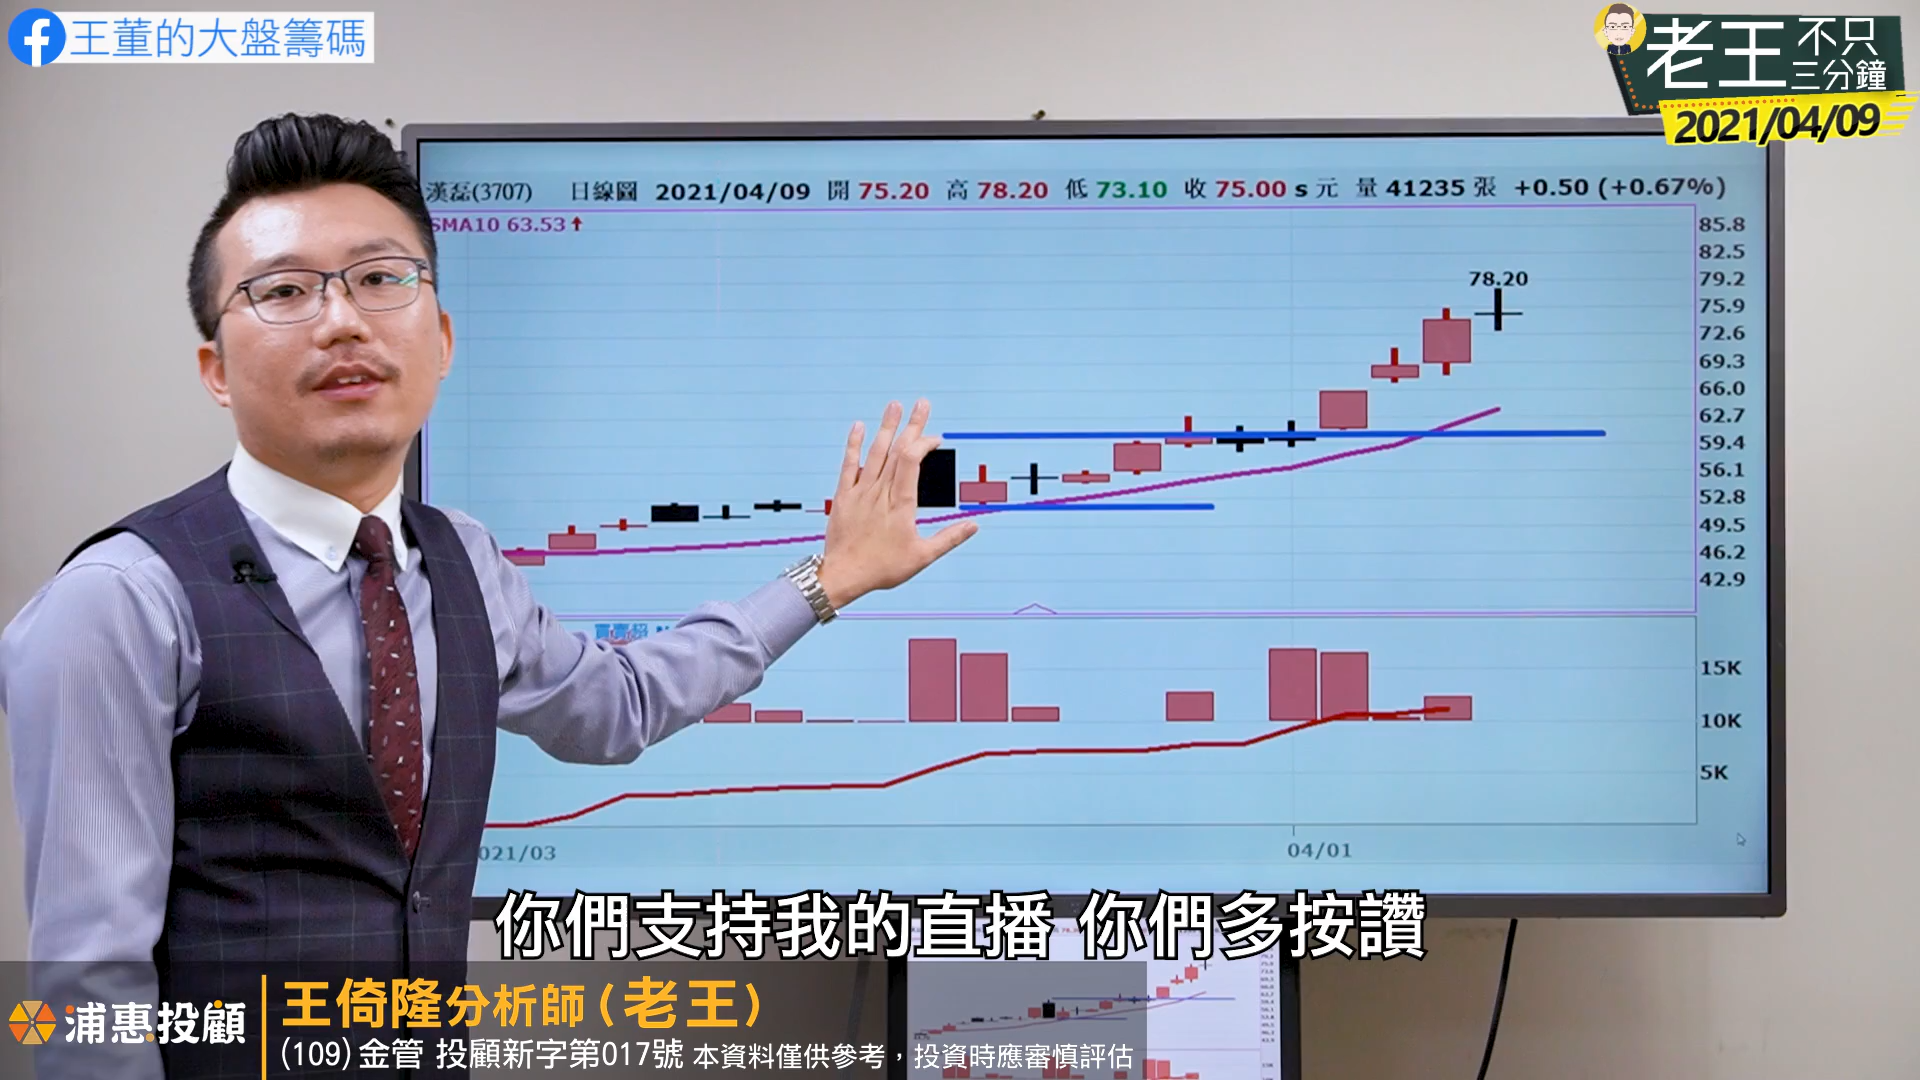 王董的大盤籌碼
老王不只三分鐘
2021/04/09
漢磊(3707) 日線圖 2021/04/09 開 75.20 高 78.20 低 73.10 收 75.00 s 元 量 41235 張 +0.50 (+0.67%)
SMA10 63.53↑
85.8
82.5
79.2
78.20
75.9
72.6
69.3
66.0
62.7
59.4
56.1
52.8
49.5
46.2
42.9
買賣超
15K
10K
5K
021/03
04/01
你們支持我的直播 你們多按讚
浦惠投顧
王倚隆分析師(老王)
(109)金管 投顧新字第017號 本資料僅供參考，投資時應審慎評估